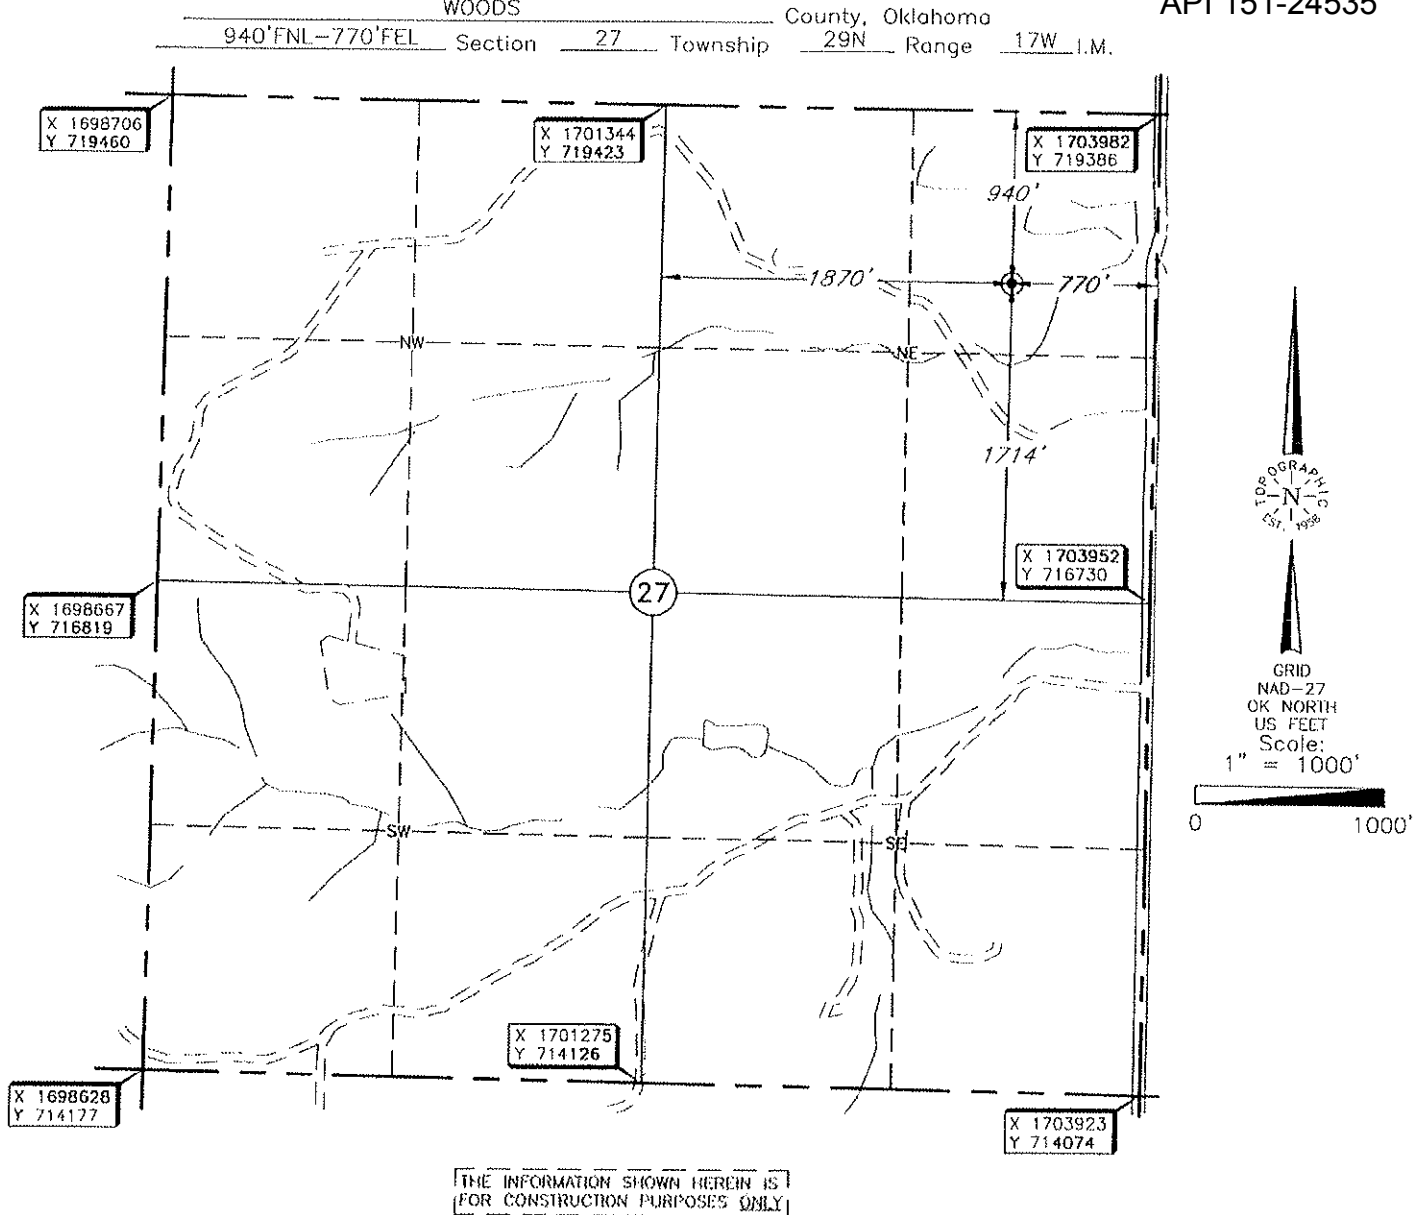 API 151-24535
WOODS County, Oklahoma
940'FNL-770'FEL Section 27 Township 29N Range 17W I.M.
X 1698706
Y 719460
X 1701344
Y 719423
X 1703982
Y 719386
940'
1870'
770'
NW
NE
1714'
TOPOGRAPHIC
N
EST. 1958
X 1703952
Y 716730
27
X 1698667
Y 716819
GRID
NAD-27
OK NORTH
US FEET
Scale:
1" = 1000'
0 1000'
SW
SE
X 1701275
Y 714126
X 1698628
Y 714177
X 1703923
Y 714074
THE INFORMATION SHOWN HEREIN IS
FOR CONSTRUCTION PURPOSES ONLY